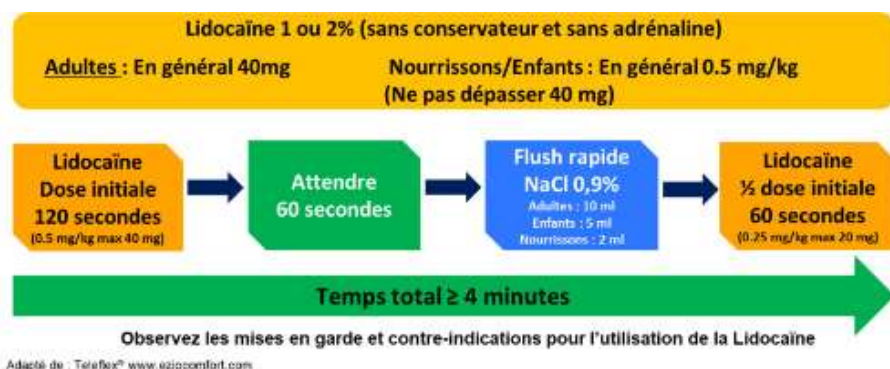 Lidocaïne 1 ou 2% (sans conservateur et sans adrénaline)
Adultes : En général 40mg
Nourrissons/Enfants : En général 0.5 mg/kg
(Ne pas dépasser 40 mg)
Lidocaïne
Dose initiale
120 secondes
(0.5 mg/kg max 40 mg)
Attendre
60 secondes
Flush rapide
NaCl 0,9%
Adultes : 10 ml
Enfants : 5 ml
Nourrissons : 2 ml
Lidocaïne
½ dose initiale
60 secondes
(0.25 mg/kg max 20 mg)
Temps total ≥ 4 minutes
Observez les mises en garde et contre-indications pour l'utilisation de la Lidocaïne
Adapté de : Teleflex® www.eziocomfort.com